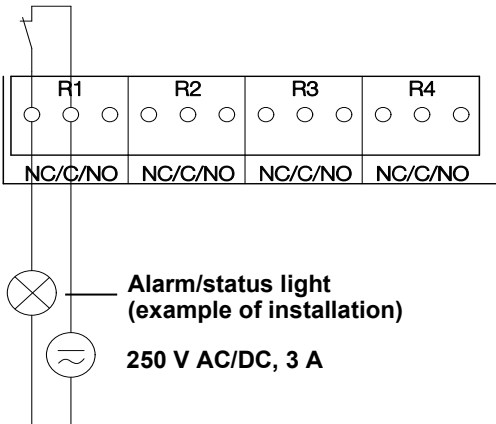 R1 R2 R3 R4
NC/C/NO NC/C/NO NC/C/NO NC/C/NO
Alarm/status light
(example of installation)
250 V AC/DC, 3 A